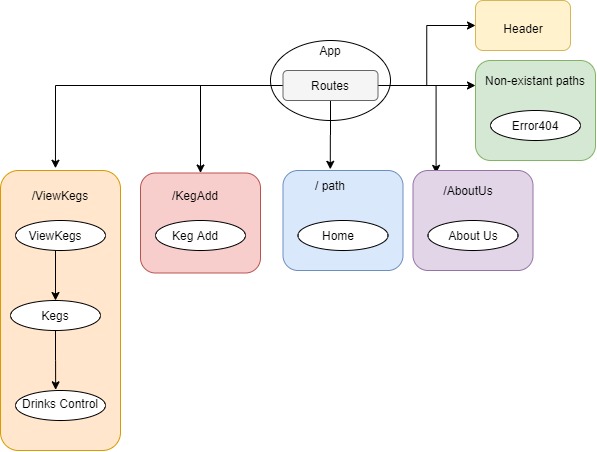 App
Routes
Header
Non-existant paths
Error404
/ViewKegs
ViewKegs
Kegs
Drinks Control
/KegAdd
Keg Add
/ path
Home
/AboutUs
About Us